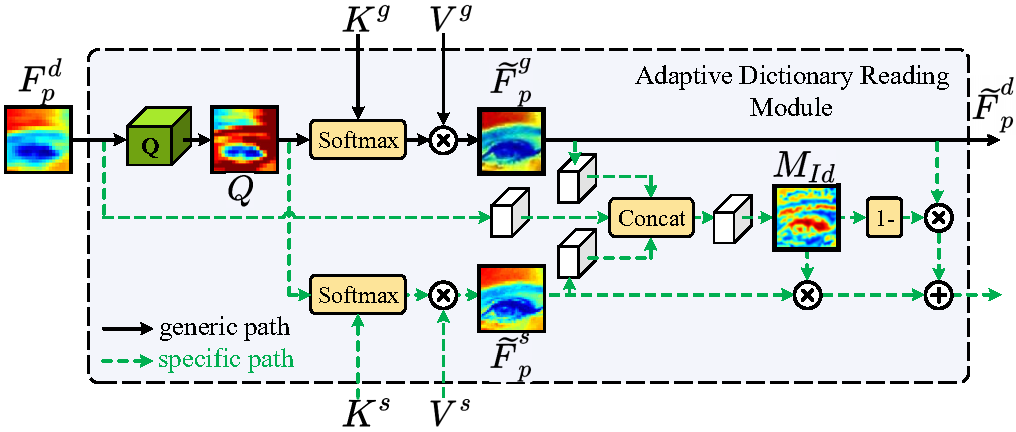 K^g V^g
F_p^d
\widetilde{F}_p^g
Adaptive Dictionary Reading
Module
\widetilde{F}_p^d
Q
Softmax
Q
M_{Id}
Concat
1-
Softmax
generic path
specific path
\widetilde{F}_p^s
K^s V^s